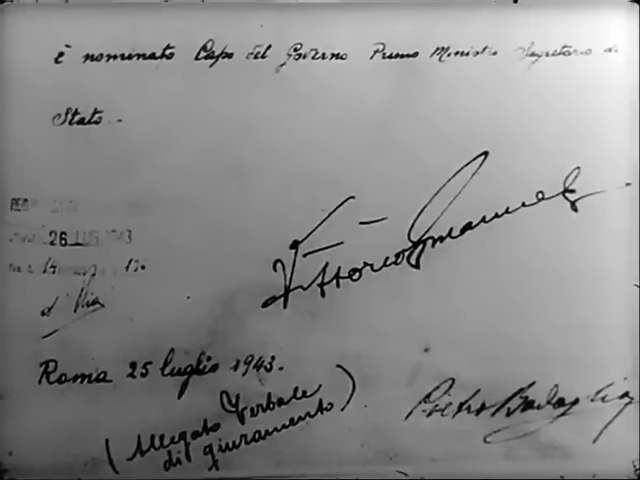 è nominato Capo del Governo Primo Ministro Segretario di
Stato.
26 LUG 1943
Vittorio Emanuele
Roma 25 luglio 1943.
(Allegato Verbale
di giuramento)
Pietro Badoglio